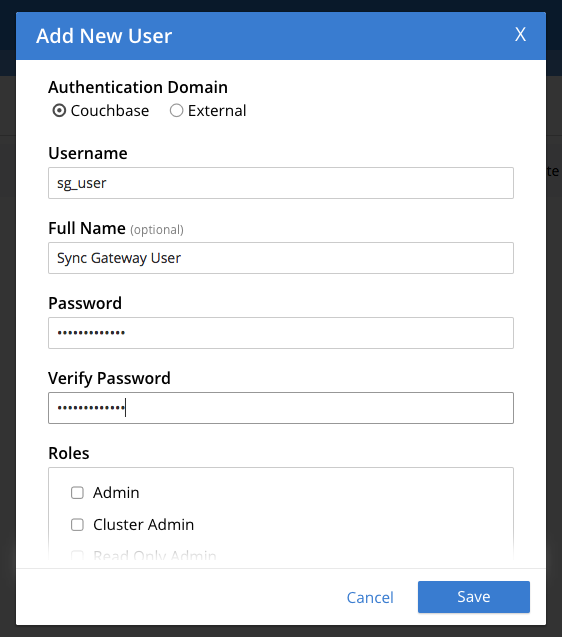 Add New User X
Authentication Domain
Couchbase External
Username
sg_user
te
Full Name (optional)
Sync Gateway User
Password
•••••••••••••
Verify Password
•••••••••••••
Roles
Admin
Cluster Admin
Read Only Admin
Cancel Save